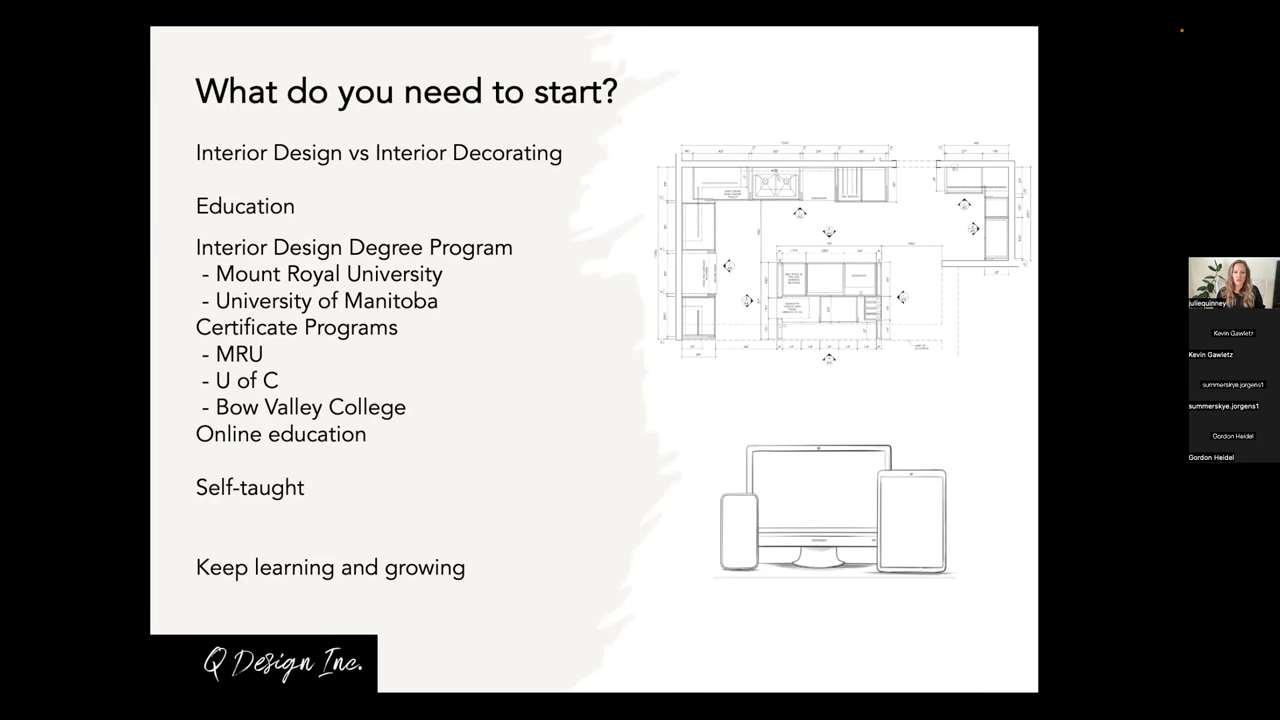 What do you need to start?
Interior Design vs Interior Decorating
Education
Interior Design Degree Program
- Mount Royal University
- University of Manitoba
Certificate Programs
- MRU
- U of C
- Bow Valley College
Online education
Self-taught
Keep learning and growing
Q Design Inc.
juliequinney
Kevin Gawletz
Kevin Gawletz
summerskye.jorgens1
summerskye.jorgens1
Gordon Heidel
Gordon Heidel